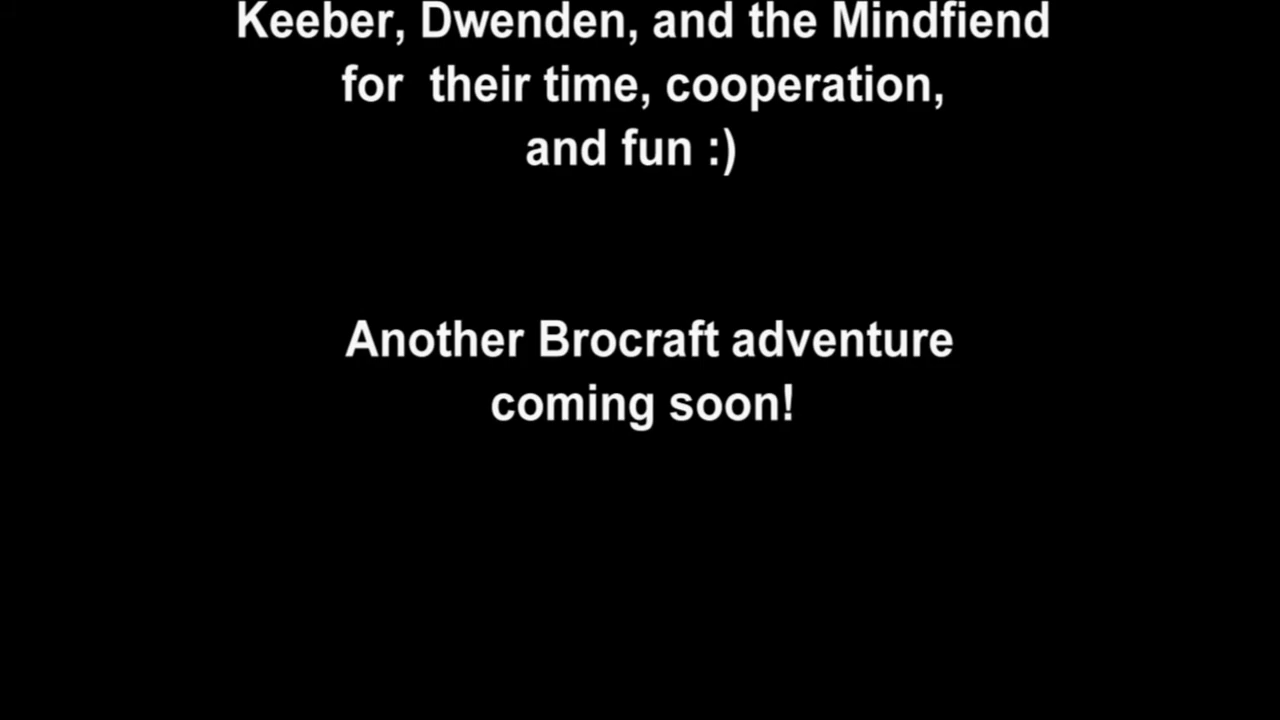 Keeber, Dwenden, and the Mindfiend
for  their time, cooperation,
and fun :)
Another Brocraft adventure
coming soon!